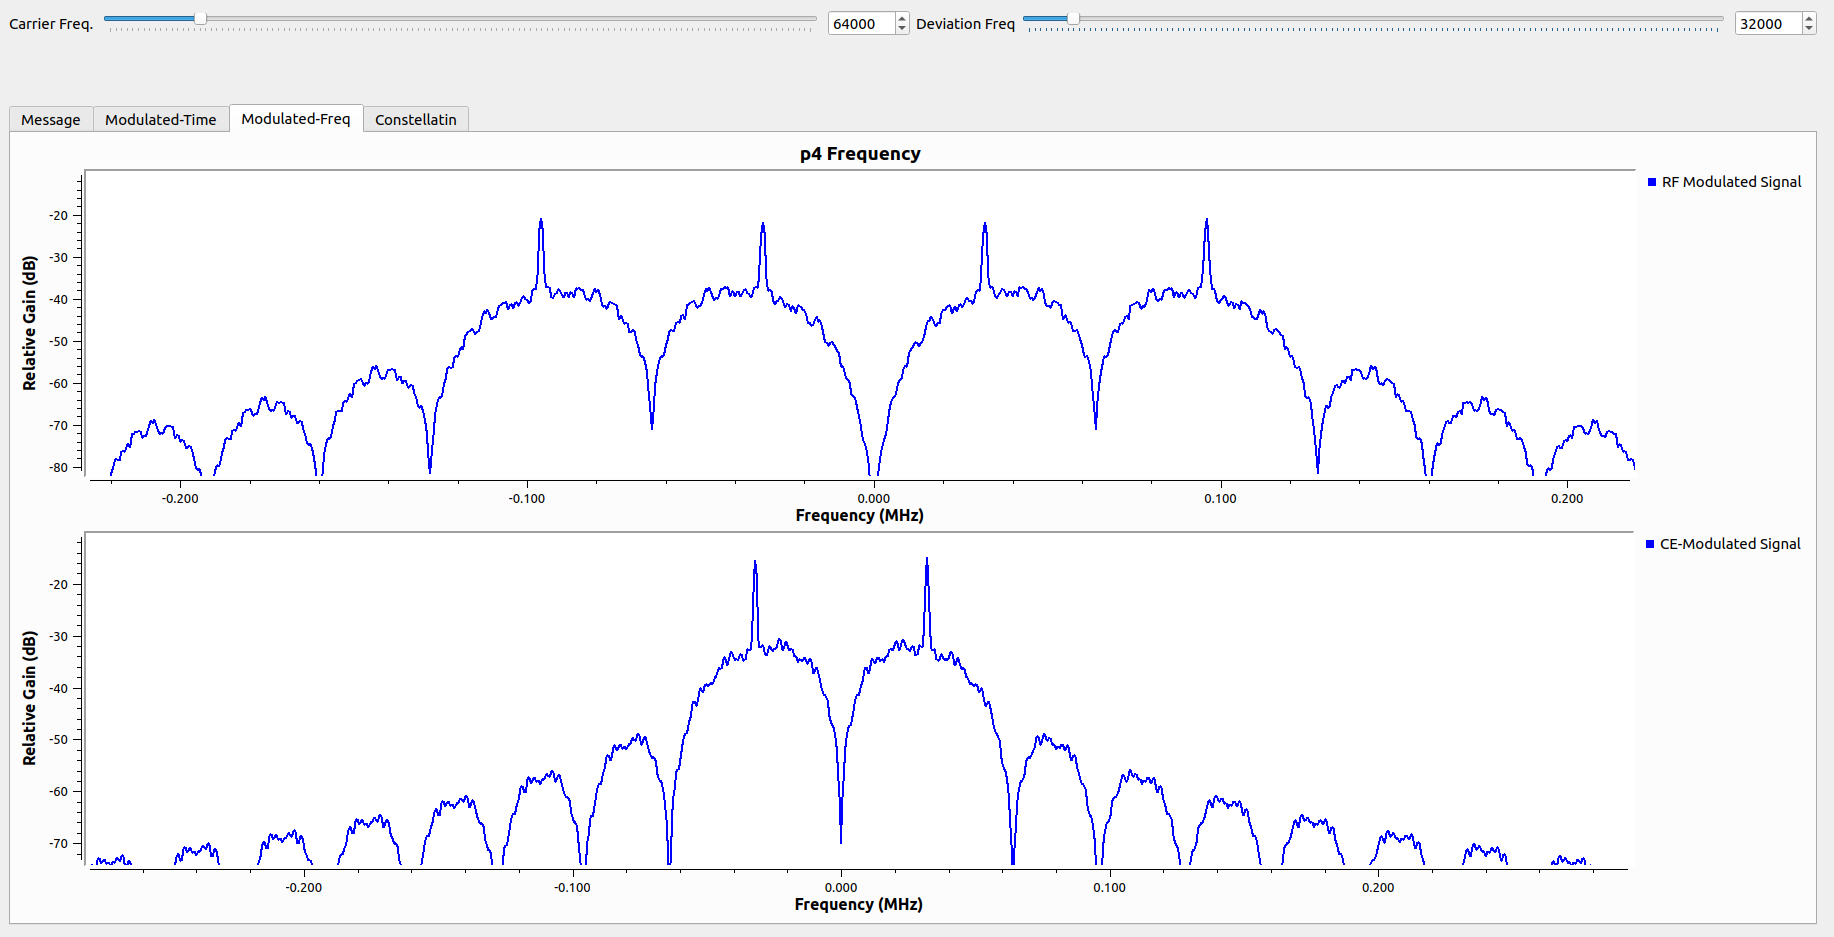 Carrier Freq. 64000 Deviation Freq 32000
Message Modulated-Time Modulated-Freq Constellatin
p4 Frequency
RF Modulated Signal
Relative Gain (dB)
-20
-30
-40
-50
-60
-70
-80
-0.200 -0.100 0.000 0.100 0.200
Frequency (MHz)
CE-Modulated Signal
Relative Gain (dB)
-20
-30
-40
-50
-60
-70
-0.200 -0.100 0.000 0.100 0.200
Frequency (MHz)